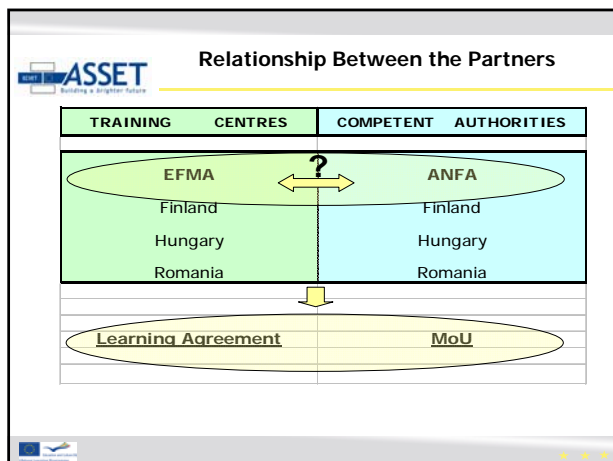 Relationship Between the Partners
ECVET ASSET
Building a brighter future
TRAINING CENTRES COMPETENT AUTHORITIES
?
EFMA ANFA
Finland Finland
Hungary Hungary
Romania Romania
Learning Agreement MoU